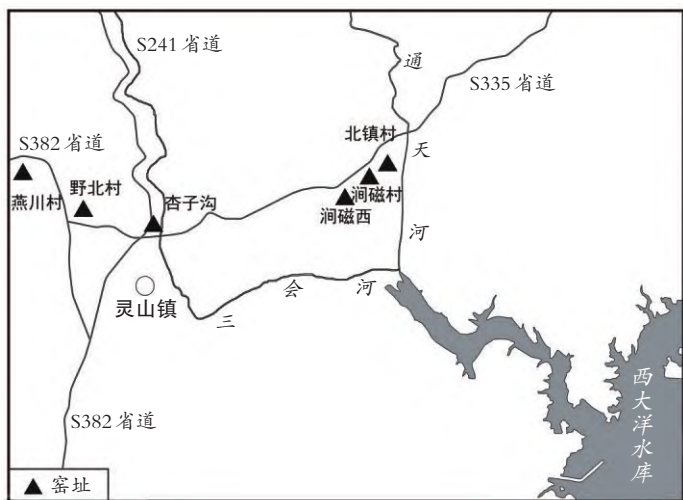 S241省道
通
S335省道
S382省道
北镇村
天
野北村
燕川村
涧磁村
杏子沟
涧磁西
河
灵山镇
三会河
西大洋水库
S382省道
▲ 窑址